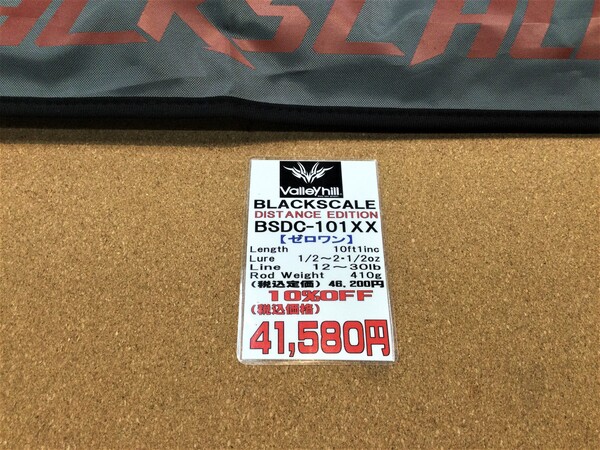 BLACKSCALE
Valleyhill
BLACKSCALE
DISTANCE EDITION
BSDC-101XX
【ゼロワン】
Length 10ft1inc
Lure 1/2～2-1/2oz
Line 12～30lb
Rod Weight 410g
(税込定価) 46,200円
10%OFF
(税込価格)
41,580円